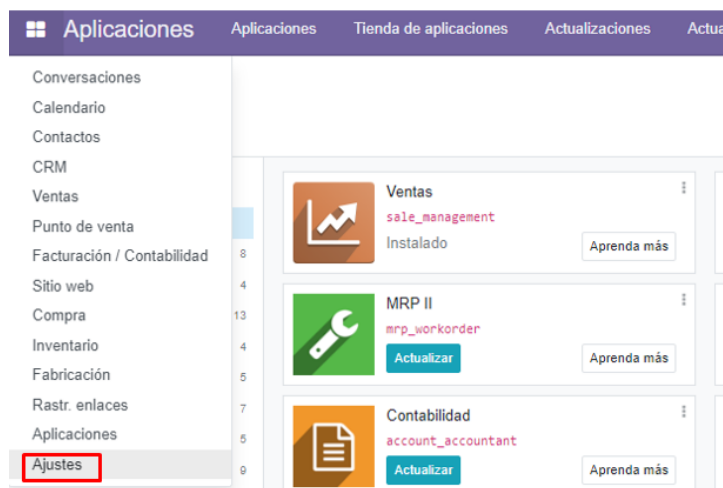 Aplicaciones
Aplicaciones Tienda de aplicaciones Actualizaciones
Conversaciones
Calendario
Contactos
CRM
Ventas
Punto de venta
Facturación / Contabilidad
Sitio web
Compra
Inventario
Fabricación
Rastr. enlaces
Aplicaciones
Ajustes
8
4
13
4
5
7
5
9
Ventas
sale_management
Instalado
Aprenda más
MRP II
mrp_workorder
Actualizar
Aprenda más
Contabilidad
account_accountant
Actualizar
Aprenda más